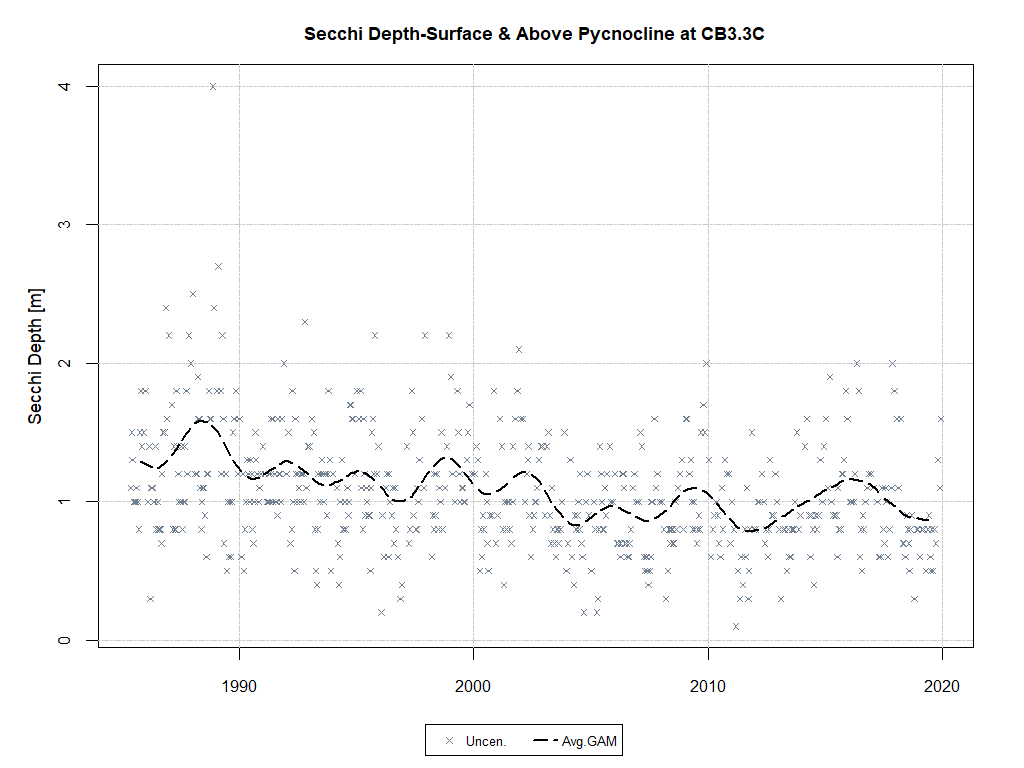 Secchi Depth-Surface & Above Pycnocline at CB3.3C
Secchi Depth [m]
4
3
2
1
0
1990 2000 2010 2020
Uncen. Avg.GAM